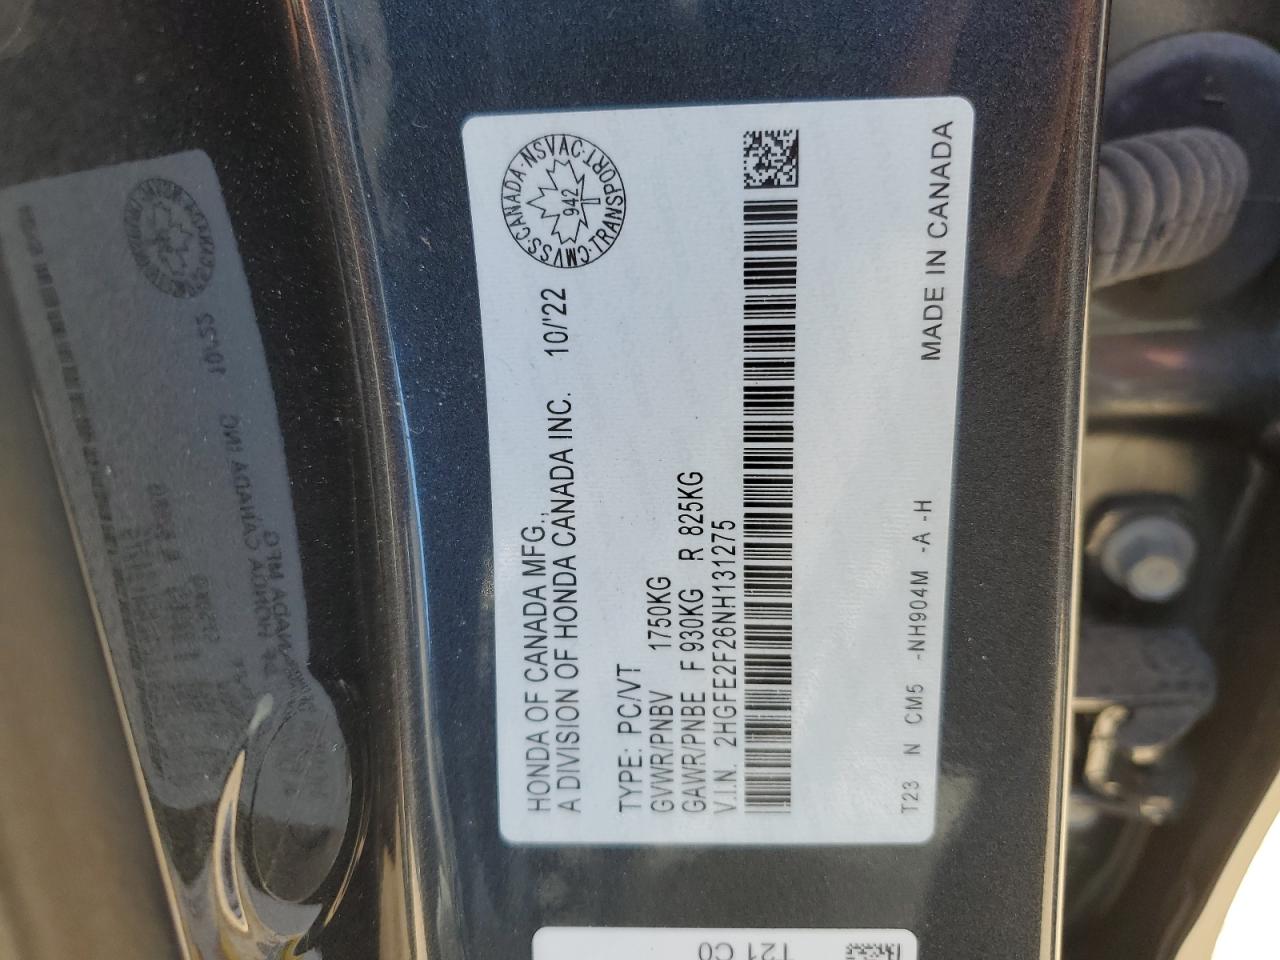 HONDA OF CANADA MFG.,
A DIVISION OF HONDA CANADA INC. 10/'22
CANADA·NSVAC·TRANSPORT·CMVSS·
942
TYPE: PC/VT
GVWR/PNBV 1750KG
GAWR/PNBE F 930KG R 825KG
V.I.N. 2HGFE2F26NH131275
T23 N CM5 -NH904M -A -H
MADE IN CANADA
T21 C0